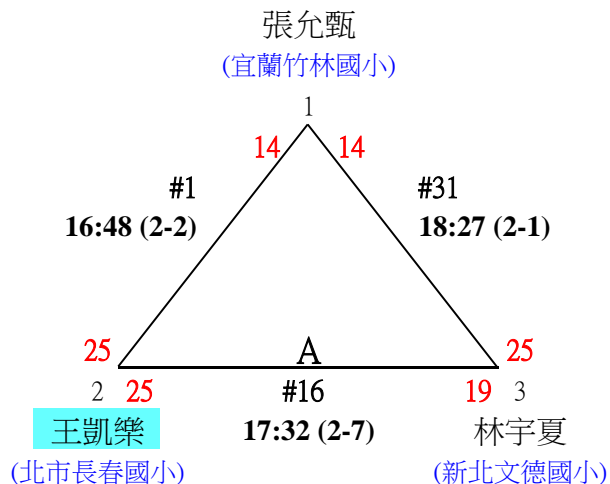 張允甄
(宜蘭竹林國小)
1
14 14
#1 #31
16:48 (2-2) 18:27 (2-1)
25 A 25
2 25 #16 19 3
王凱樂 17:32 (2-7) 林宇夏
(北市長春國小) (新北文德國小)